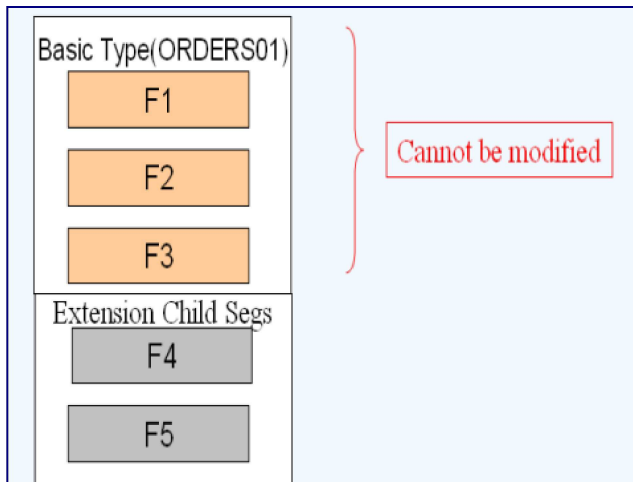 Basic Type(ORDERS01)
F1
F2
Cannot be modified
F3
Extension Child Segs
F4
F5